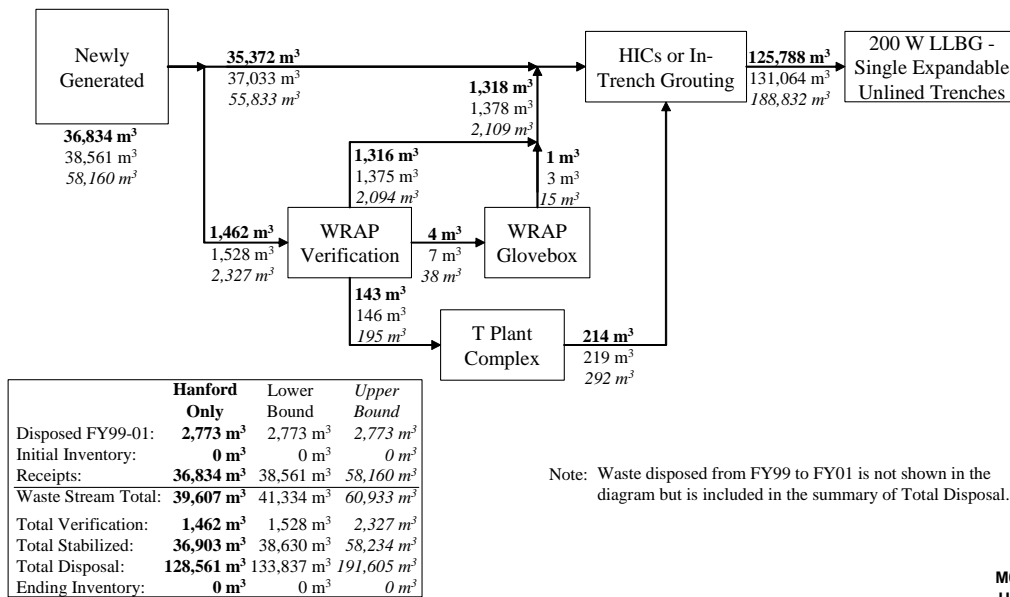 Newly
Generated
36,834 m³
38,561 m³
58,160 m³
35,372 m³
37,033 m³
55,833 m³
1,318 m³
1,378 m³
2,109 m³
HICs or In-
Trench Grouting
125,788 m³
131,064 m³
188,832 m³
200 W LLBG -
Single Expandable
Unlined Trenches
1,316 m³
1,375 m³
2,094 m³
1 m³
3 m³
15 m³
1,462 m³
1,528 m³
2,327 m³
WRAP
Verification
4 m³
7 m³
38 m³
WRAP
Glovebox
143 m³
146 m³
195 m³
T Plant
Complex
214 m³
219 m³
292 m³
Hanford Lower Upper
Only Bound Bound
Disposed FY99-01: 2,773 m³ 2,773 m³ 2,773 m³
Initial Inventory: 0 m³ 0 m³ 0 m³
Receipts: 36,834 m³ 38,561 m³ 58,160 m³
Waste Stream Total: 39,607 m³ 41,334 m³ 60,933 m³
Total Verification: 1,462 m³ 1,528 m³ 2,327 m³
Total Stabilized: 36,903 m³ 38,630 m³ 58,234 m³
Total Disposal: 128,561 m³ 133,837 m³ 191,605 m³
Ending Inventory: 0 m³ 0 m³ 0 m³
Note: Waste disposed from FY99 to FY01 is not shown in the
diagram but is included in the summary of Total Disposal.